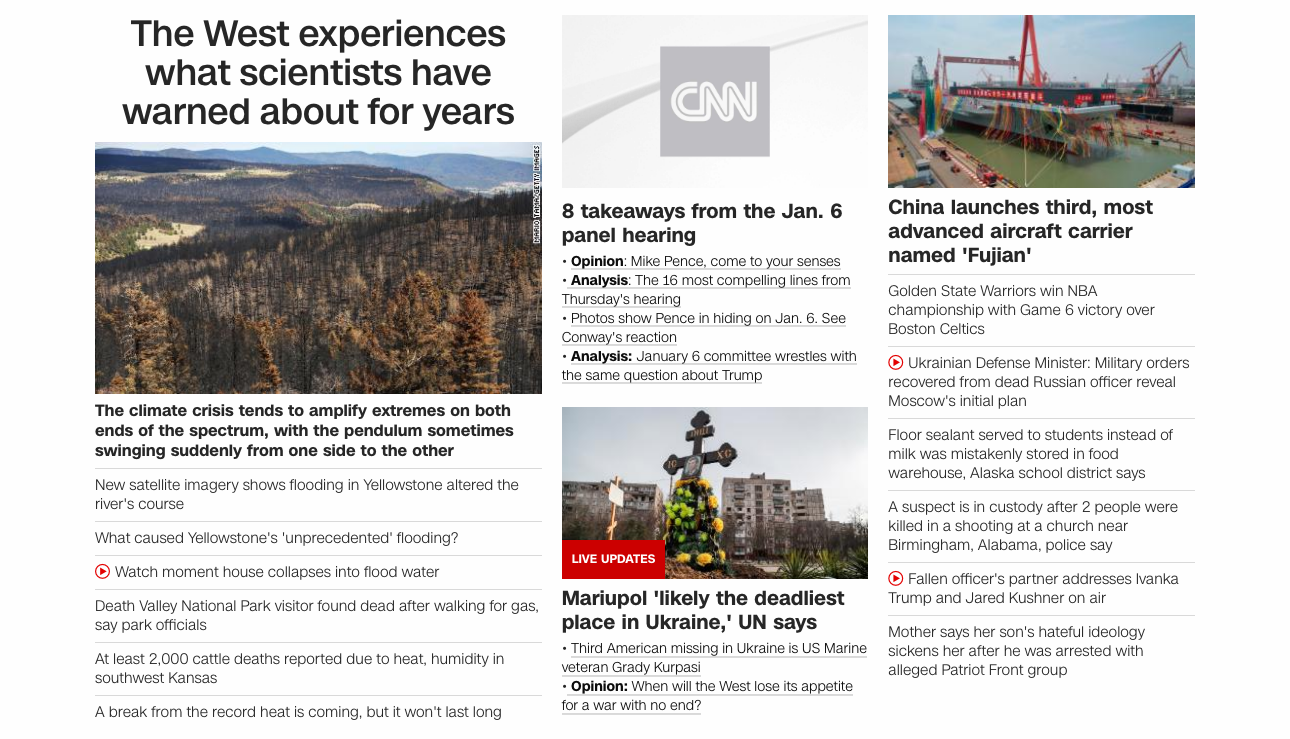 The West experiences
what scientists have
warned about for years
MARIO TAMA/GETTY IMAGES
The climate crisis tends to amplify extremes on both
ends of the spectrum, with the pendulum sometimes
swinging suddenly from one side to the other
New satellite imagery shows flooding in Yellowstone altered the
river's course
What caused Yellowstone's 'unprecedented' flooding?
Watch moment house collapses into flood water
Death Valley National Park visitor found dead after walking for gas,
say park officials
At least 2,000 cattle deaths reported due to heat, humidity in
southwest Kansas
A break from the record heat is coming, but it won't last long
CNN
8 takeaways from the Jan. 6
panel hearing
• Opinion: Mike Pence, come to your senses
• Analysis: The 16 most compelling lines from
Thursday's hearing
• Photos show Pence in hiding on Jan. 6. See
Conway's reaction
• Analysis: January 6 committee wrestles with
the same question about Trump
LIVE UPDATES
Mariupol 'likely the deadliest
place in Ukraine,' UN says
• Third American missing in Ukraine is US Marine
veteran Grady Kurpasi
• Opinion: When will the West lose its appetite
for a war with no end?
China launches third, most
advanced aircraft carrier
named 'Fujian'
Golden State Warriors win NBA
championship with Game 6 victory over
Boston Celtics
Ukrainian Defense Minister: Military orders
recovered from dead Russian officer reveal
Moscow's initial plan
Floor sealant served to students instead of
milk was mistakenly stored in food
warehouse, Alaska school district says
A suspect is in custody after 2 people were
killed in a shooting at a church near
Birmingham, Alabama, police say
Fallen officer's partner addresses Ivanka
Trump and Jared Kushner on air
Mother says her son's hateful ideology
sickens her after he was arrested with
alleged Patriot Front group